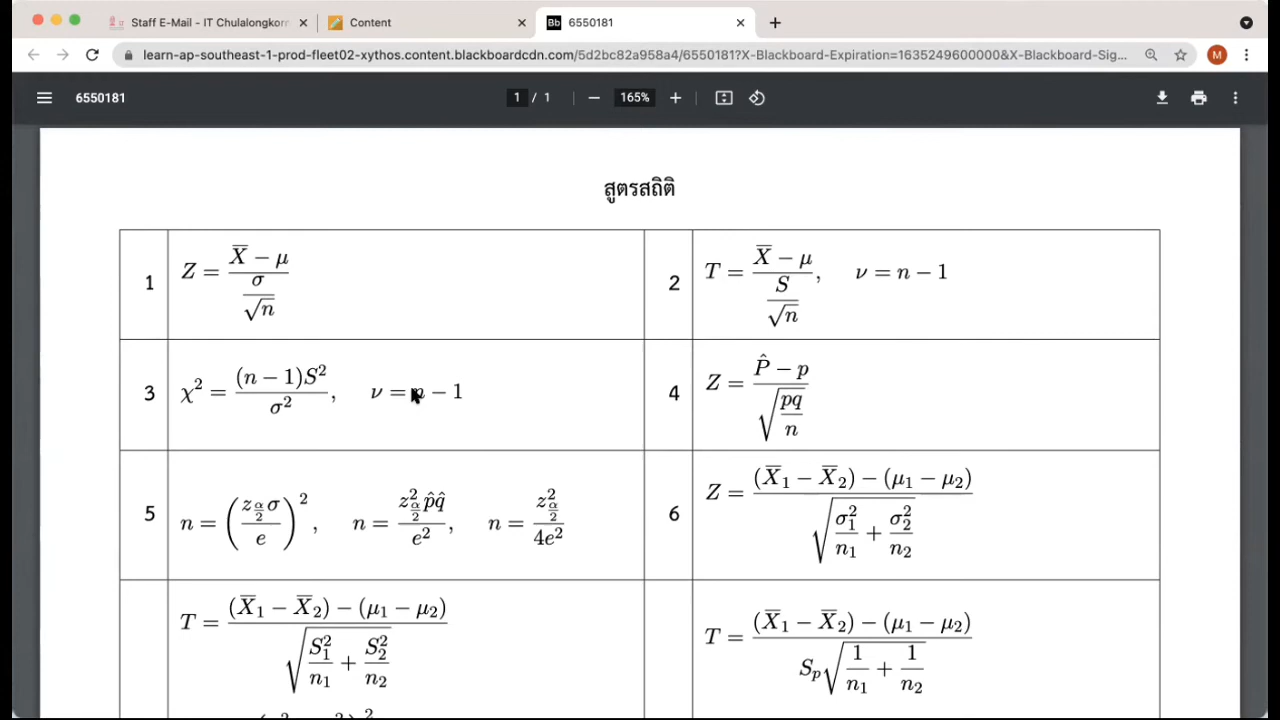 Staff E-Mail - IT Chulalongkorn
Content
Bb 6550181
learn-ap-southeast-1-prod-fleet02-xythos.content.blackboardcdn.com/5d2bc82a958a4/6550181?X-Blackboard-Expiration=1635249600000&X-Blackboard-Sig...
M
6550181
1 / 1
165%
สูตรสถิติ
1 Z = (X̅ − μ) / (σ/√n)
2 T = (X̅ − μ) / (S/√n), ν = n − 1
3 χ² = (n − 1)S² / σ², ν = n − 1
4 Z = (P̂ − p) / √(pq/n)
5 n = (z_{α/2} σ / e)², n = z²_{α/2} p̂q̂ / e², n = z²_{α/2} / 4e²
6 Z = ((X̅₁ − X̅₂) − (μ₁ − μ₂)) / √(σ₁²/n₁ + σ₂²/n₂)
T = ((X̅₁ − X̅₂) − (μ₁ − μ₂)) / √(S₁²/n₁ + S₂²/n₂)
T = ((X̅₁ − X̅₂) − (μ₁ − μ₂)) / (S_p √(1/n₁ + 1/n₂))